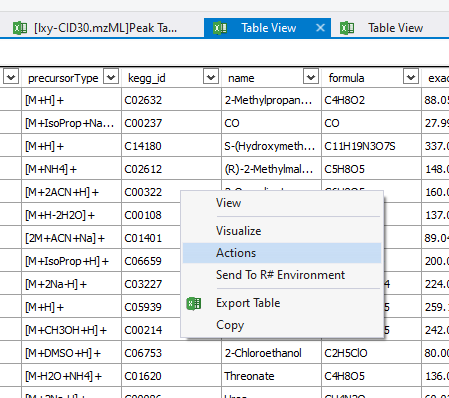 [lxy-CID30.mzML]Peak Ta... Table View Table View
precursorType kegg_id name formula exac
[M+H]+ C02632 2-Methylpropan... C4H8O2 88.05
[M+IsoProp+Na... C00237 CO CO 27.99
[M+H]+ C14180 S-(Hydroxymeth... C11H19N3O7S 337.0
[M+NH4]+ C02612 (R)-2-Methylmal... C5H8O5 148.0
[M+2ACN+H]+ C00322 160.0
[M+H-2H2O]+ C00108 137.0
[2M+ACN+Na]+ C01401 89.04
[M+IsoProp+H]+ C06659 200.0
[M+2Na-H]+ C03227 224.0
[M+H]+ C05939 259.1
[M+CH3OH+H]+ C00214 242.0
[M+DMSO+H]+ C06753 2-Chloroethanol C2H5ClO 80.00
[M-H2O+NH4]+ C01620 Threonate C4H8O5 136.0
View
Visualize
Actions
Send To R# Environment
Export Table
Copy